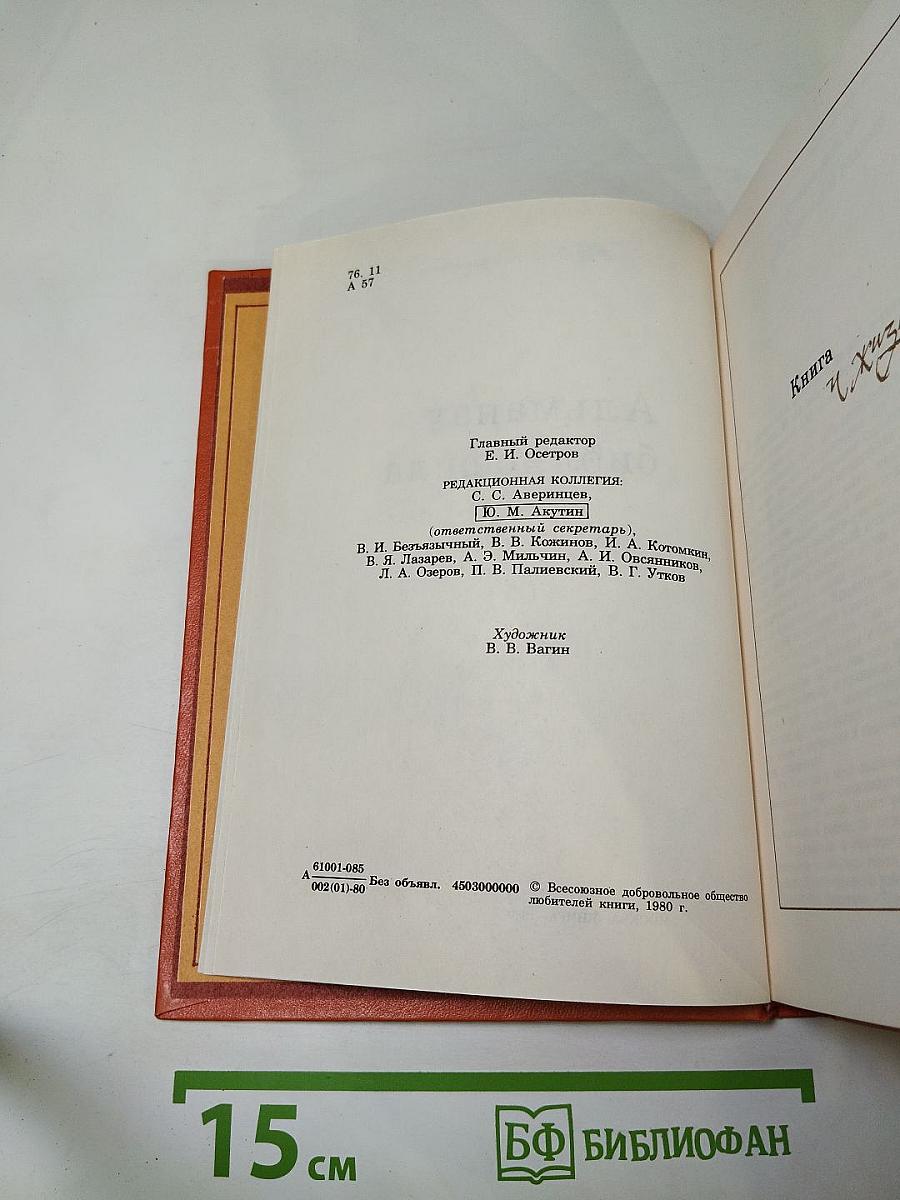 76. 11
А 57
Главный редактор
Е. И. Осетров
РЕДАКЦИОННАЯ КОЛЛЕГИЯ:
С. С. Аверинцев,
Ю. М. Акутин
(ответственный секретарь),
В. И. Безъязычный, В. В. Кожинов, И. А. Котомкин,
В. Я. Лазарев, А. Э. Мильчин, А. И. Овсянников,
Л. А. Озеров, П. В. Палиевский, В. Г. Утков
Художник
В. В. Вагин
А 61001-085
002(01)-80
Без объявл. 4503000000
© Всесоюзное добровольное общество
любителей книги, 1980 г.
Книга
и
15 см
БФ БИБЛИОФАН